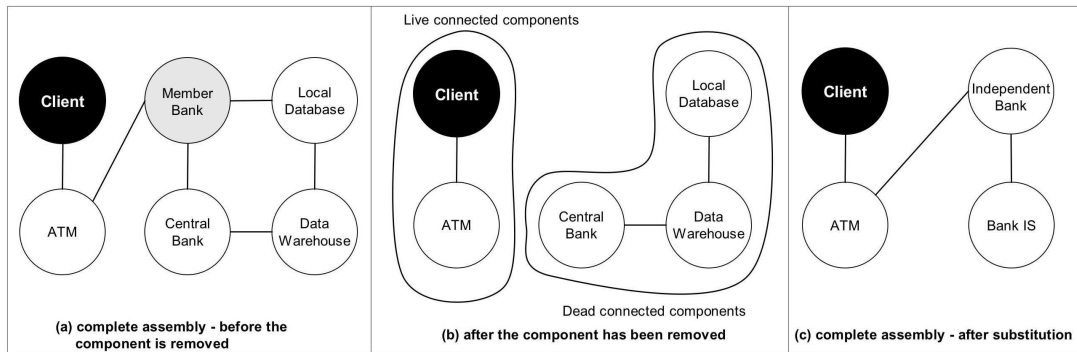 Client
Member
Bank
Local
Database
ATM
Central
Bank
Data
Warehouse
(a) complete assembly - before the
component is removed
Live connected components
Client
Local
Database
ATM
Central
Bank
Data
Warehouse
Dead connected components
(b) after the component has been removed
Client
Independent
Bank
ATM
Bank IS
(c) complete assembly - after substitution